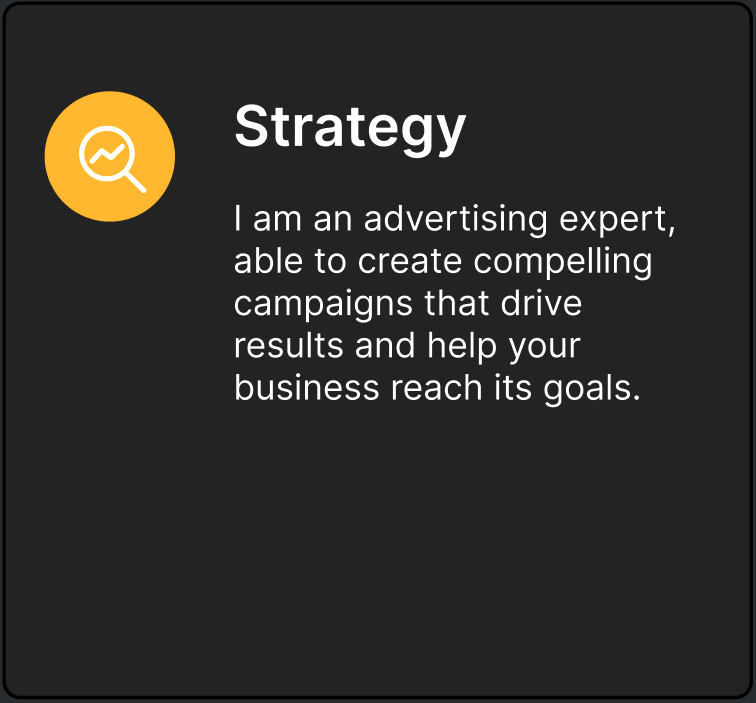 Strategy
I am an advertising expert,
able to create compelling
campaigns that drive
results and help your
business reach its goals.